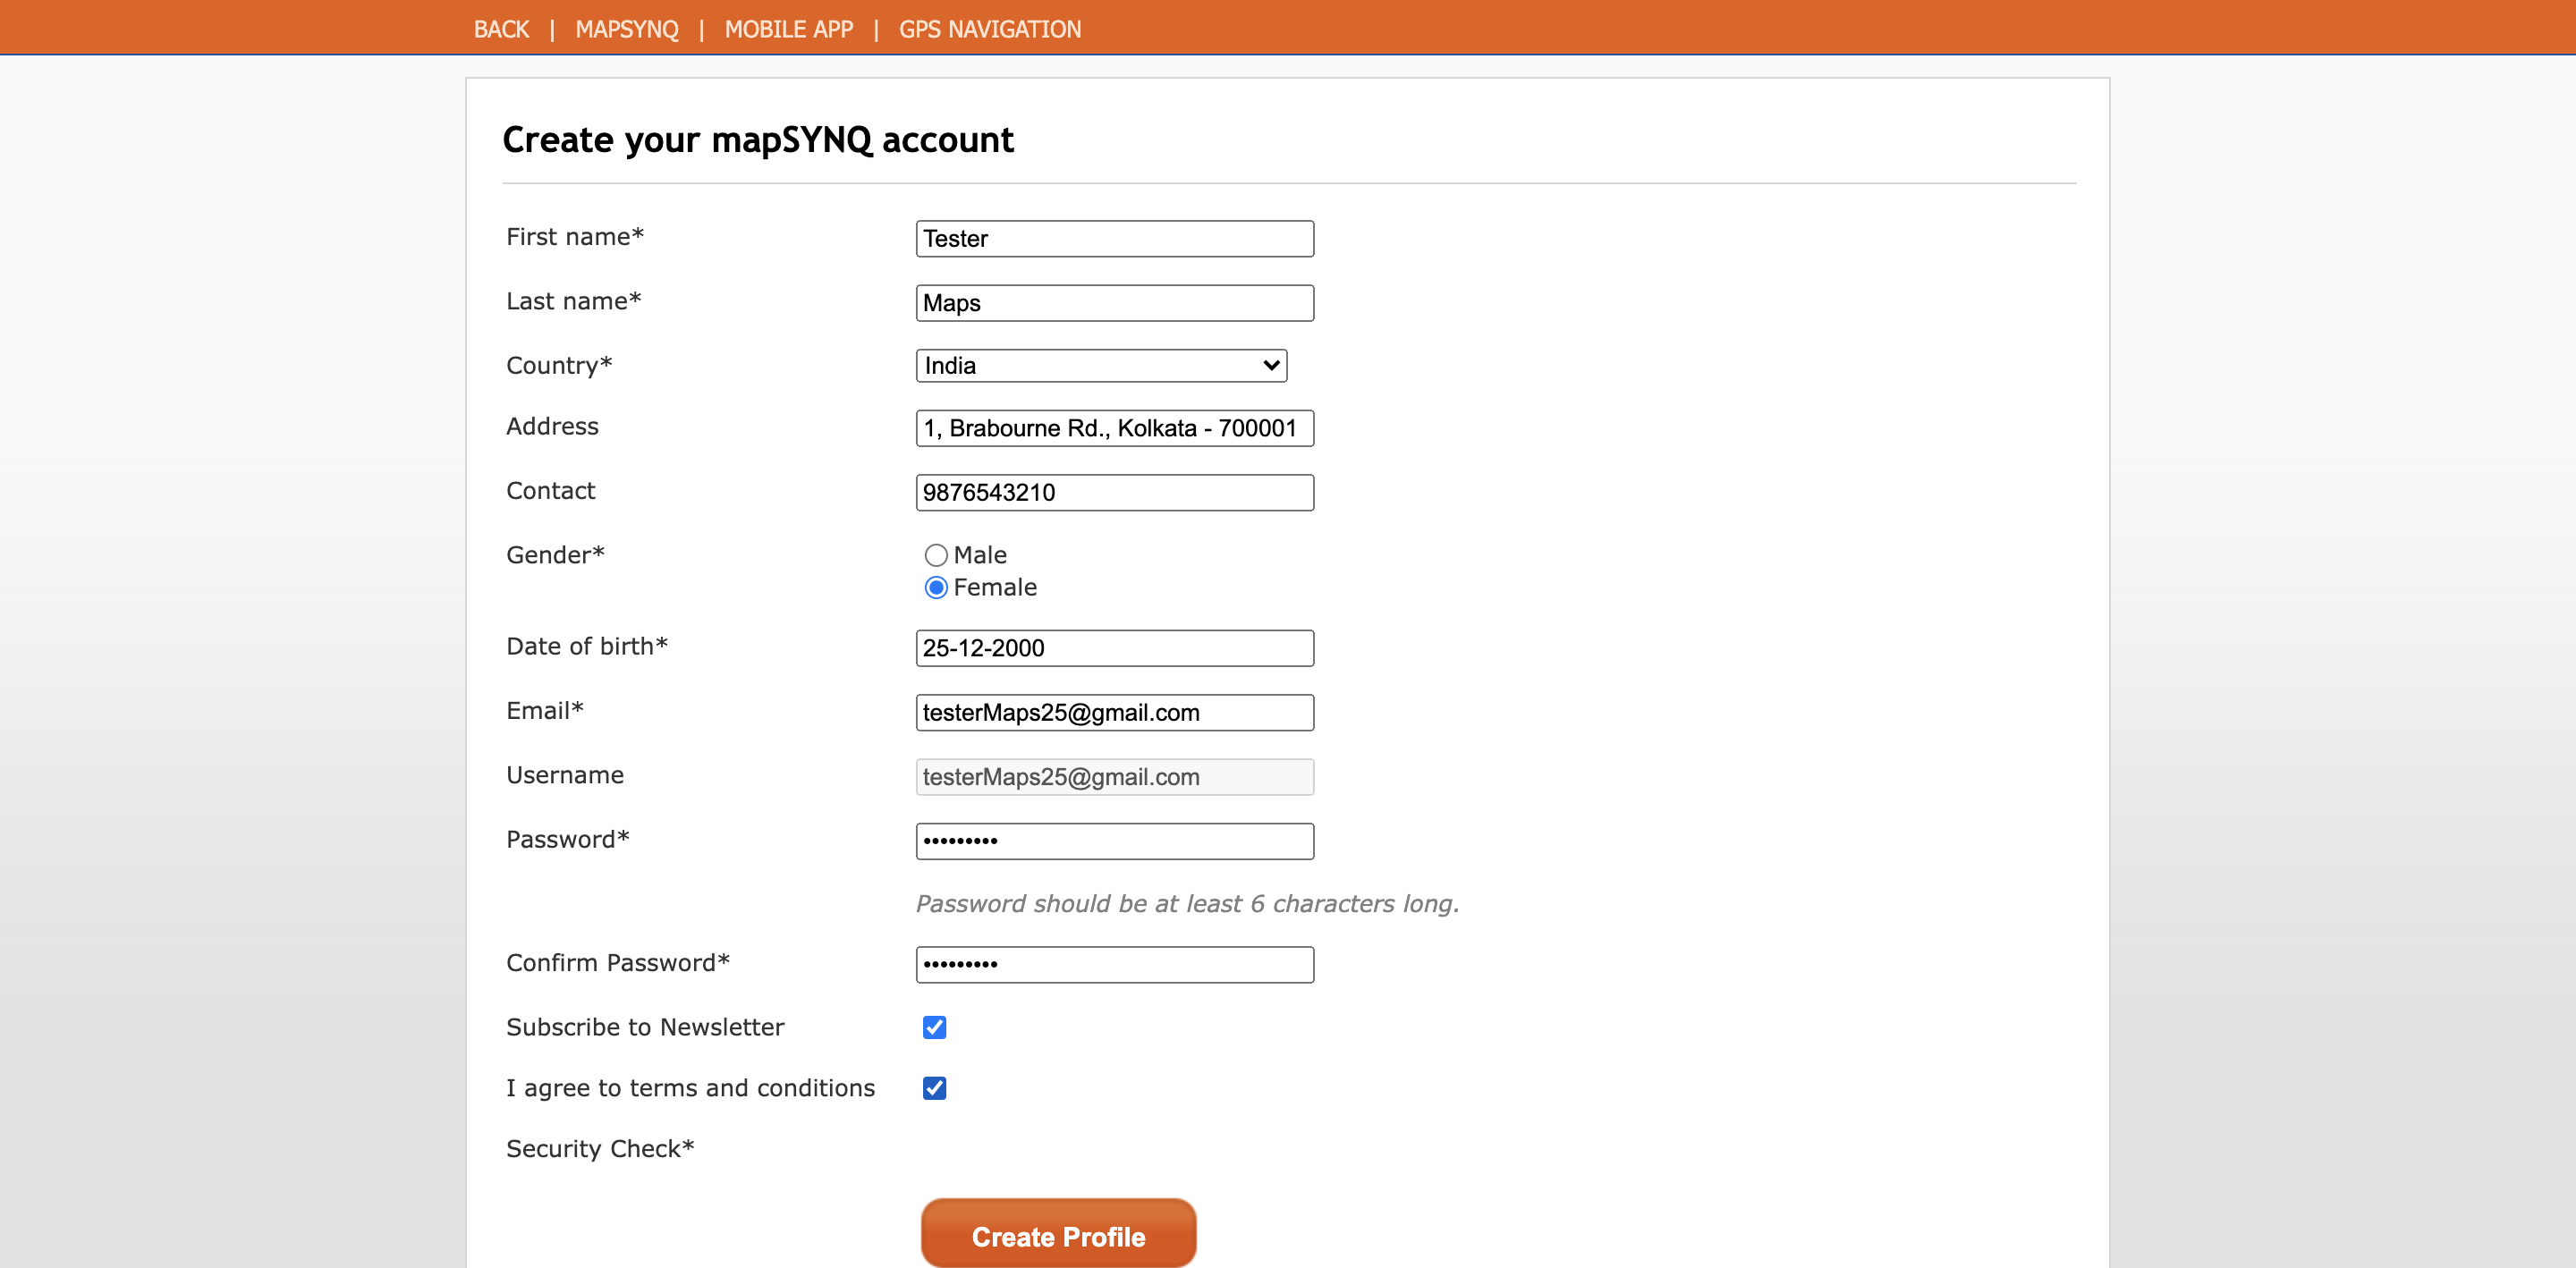 BACK | MAPSYNQ | MOBILE APP | GPS NAVIGATION
Create your mapSYNQ account
First name* Tester
Last name* Maps
Country* India
Address 1, Brabourne Rd., Kolkata - 700001
Contact 9876543210
Gender* Male
Female
Date of birth* 25-12-2000
Email* testerMaps25@gmail.com
Username testerMaps25@gmail.com
Password* •••••••••
Password should be at least 6 characters long.
Confirm Password* •••••••••
Subscribe to Newsletter
I agree to terms and conditions
Security Check*
Create Profile